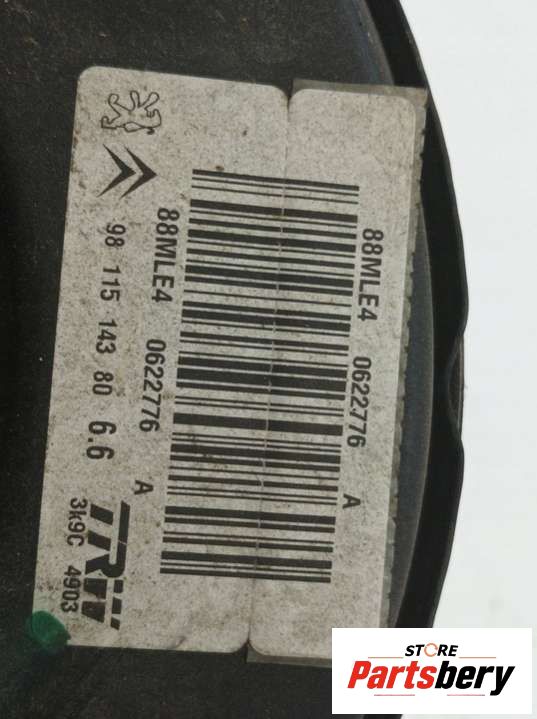 88MLE4 0622776 A
88MLE4 0622776 A
98 115 143 80 6.6
TRW
3k9C 4903
STORE
Partsbery